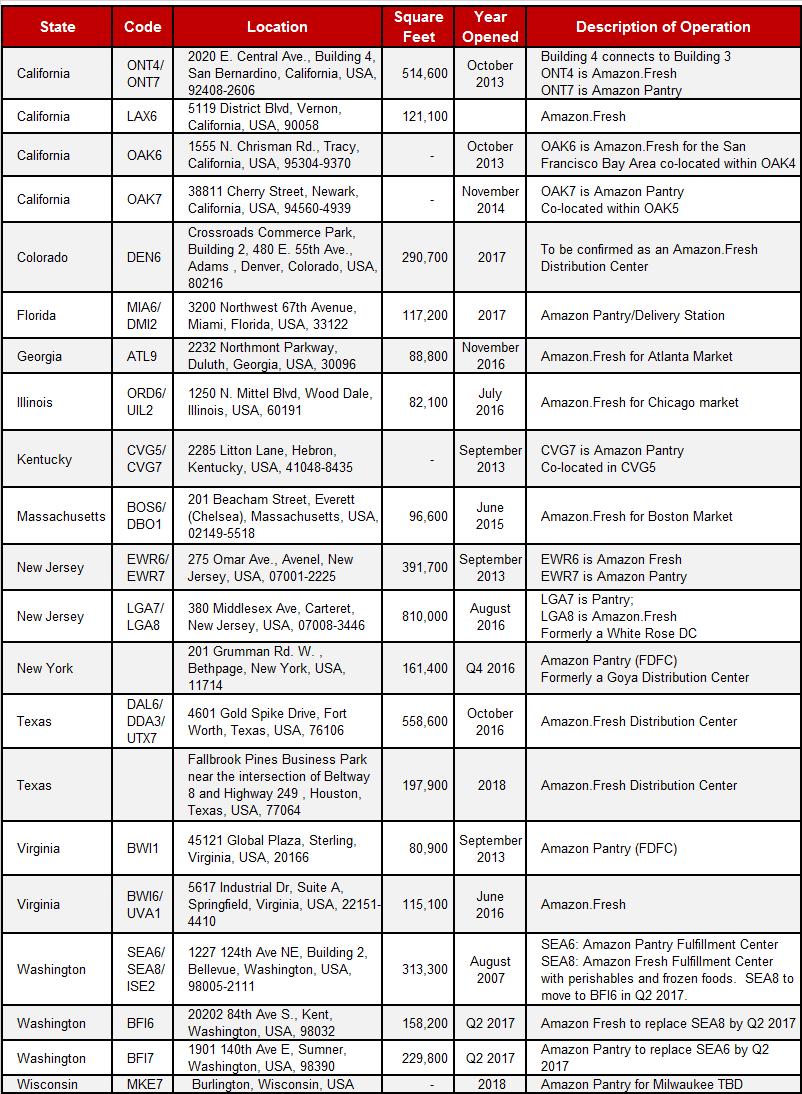 State Code Location Square Feet Year Opened Description of Operation
California ONT4/ ONT7 2020 E. Central Ave., Building 4, San Bernardino, California, USA, 92408-2606 514,600 October 2013 Building 4 connects to Building 3 ONT4 is Amazon.Fresh ONT7 is Amazon Pantry
California LAX6 5119 District Blvd, Vernon, California, USA, 90058 121,100 Amazon.Fresh
California OAK6 1555 N. Chrisman Rd., Tracy, California, USA, 95304-9370 - October 2013 OAK6 is Amazon.Fresh for the San Francisco Bay Area co-located within OAK4
California OAK7 38811 Cherry Street, Newark, California, USA, 94560-4939 - November 2014 OAK7 is Amazon Pantry Co-located within OAK5
Colorado DEN6 Crossroads Commerce Park, Building 2, 480 E. 55th Ave., Adams , Denver, Colorado, USA, 80216 290,700 2017 To be confirmed as an Amazon.Fresh Distribution Center
Florida MIA6/ DMI2 3200 Northwest 67th Avenue, Miami, Florida, USA, 33122 117,200 2017 Amazon Pantry/Delivery Station
Georgia ATL9 2232 Northmont Parkway, Duluth, Georgia, USA, 30096 88,800 November 2016 Amazon.Fresh for Atlanta Market
Illinois ORD6/ UIL2 1250 N. Mittel Blvd, Wood Dale, Illinois, USA, 60191 82,100 July 2016 Amazon.Fresh for Chicago market
Kentucky CVG5/ CVG7 2285 Litton Lane, Hebron, Kentucky, USA, 41048-8435 - September 2013 CVG7 is Amazon Pantry Co-located in CVG5
Massachusetts BOS6/ DBO1 201 Beacham Street, Everett (Chelsea), Massachusetts, USA, 02149-5518 96,600 June 2015 Amazon.Fresh for Boston Market
New Jersey EWR6/ EWR7 275 Omar Ave., Avenel, New Jersey, USA, 07001-2225 391,700 September 2013 EWR6 is Amazon Fresh EWR7 is Amazon Pantry
New Jersey LGA7/ LGA8 380 Middlesex Ave, Carteret, New Jersey, USA, 07008-3446 810,000 August 2016 LGA7 is Pantry; LGA8 is Amazon.Fresh Formerly a White Rose DC
New York 201 Grumman Rd. W. , Bethpage, New York, USA, 11714 161,400 Q4 2016 Amazon Pantry (FDFC) Formerly a Goya Distribution Center
Texas DAL6/ DDA3/ UTX7 4601 Gold Spike Drive, Fort Worth, Texas, USA, 76106 558,600 October 2016 Amazon.Fresh Distribution Center
Texas Fallbrook Pines Business Park near the intersection of Beltway 8 and Highway 249 , Houston, Texas, USA, 77064 197,900 2018 Amazon.Fresh Distribution Center
Virginia BWI1 45121 Global Plaza, Sterling, Virginia, USA, 20166 80,900 September 2013 Amazon Pantry (FDFC)
Virginia BWI6/ UVA1 5617 Industrial Dr, Suite A, Springfield, Virginia, USA, 22151-4410 115,100 June 2016 Amazon.Fresh
Washington SEA6/ SEA8/ ISE2 1227 124th Ave NE, Building 2, Bellevue, Washington, USA, 98005-2111 313,300 August 2007 SEA6: Amazon Pantry Fulfillment Center SEA8: Amazon Fresh Fulfillment Center with perishables and frozen foods. SEA8 to move to BFI6 in Q2 2017.
Washington BFI6 20202 84th Ave S., Kent, Washington, USA, 98032 158,200 Q2 2017 Amazon Fresh to replace SEA8 by Q2 2017
Washington BFI7 1901 140th Ave E, Sumner, Washington, USA, 98390 229,800 Q2 2017 Amazon Pantry to replace SEA6 by Q2 2017
Wisconsin MKE7 Burlington, Wisconsin, USA - 2018 Amazon Pantry for Milwaukee TBD